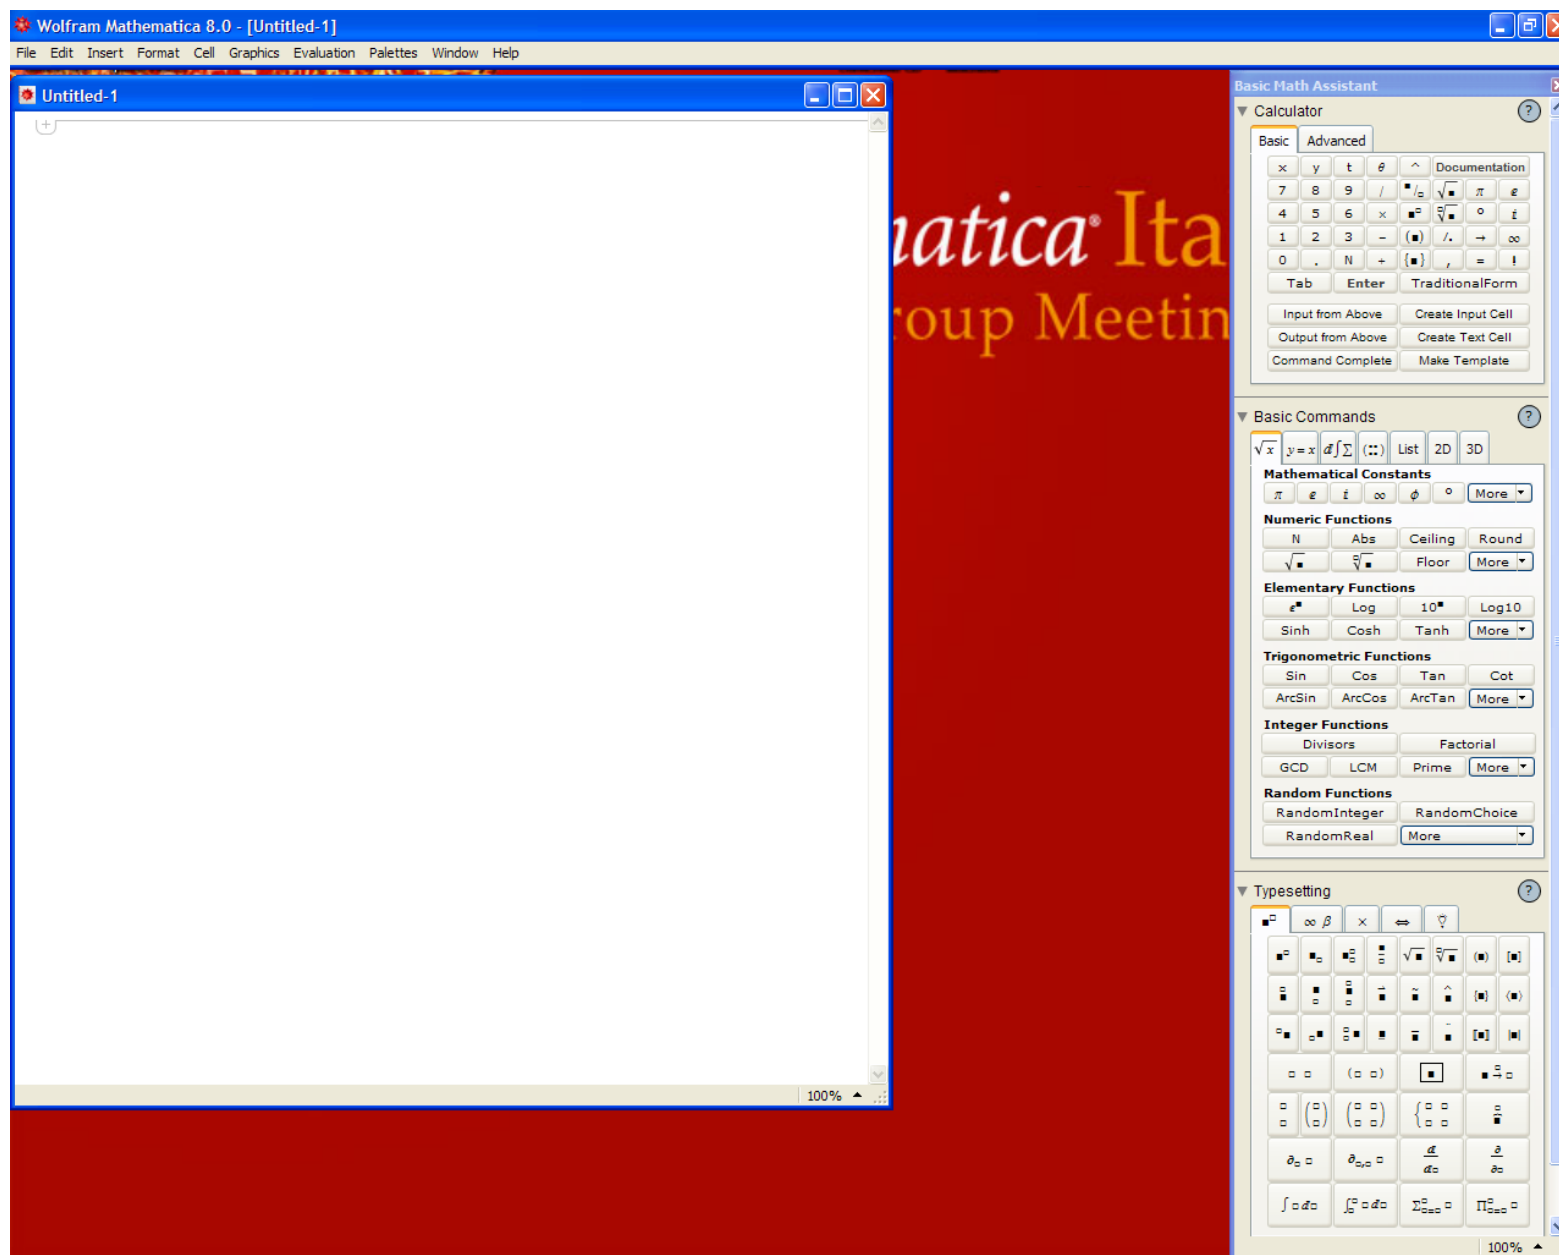 Wolfram Mathematica 8.0 - [Untitled-1]
File Edit Insert Format Cell Graphics Evaluation Palettes Window Help
Untitled-1
100%
natica® Ita
roup Meetin
Basic Math Assistant
Calculator ?
Basic Advanced
x y t θ ^ Documentation
7 8 9 / ■/□ √■ π ⅇ
4 5 6 × ■^□ □√■ ° ⅈ
1 2 3 − (■) /. → ∞
0 . N + {■} , = !
Tab Enter TraditionalForm
Input from Above Create Input Cell
Output from Above Create Text Cell
Command Complete Make Template
Basic Commands ?
√x y=x ⅆ∫Σ (::) List 2D 3D
Mathematical Constants
π ⅇ ⅈ ∞ ϕ ° More
Numeric Functions
N Abs Ceiling Round
√■ □√■ Floor More
Elementary Functions
ⅇ^■ Log 10^■ Log10
Sinh Cosh Tanh More
Trigonometric Functions
Sin Cos Tan Cot
ArcSin ArcCos ArcTan More
Integer Functions
Divisors Factorial
GCD LCM Prime More
Random Functions
RandomInteger RandomChoice
RandomReal More
Typesetting ?
∞ β × ⇔
∂□ □ ∂□,□ □ ⅆ/ⅆ□ ∂/∂□
∫□ⅆ□ ∫□ⅆ□ Σ□=□ □ Π□=□ □
100%